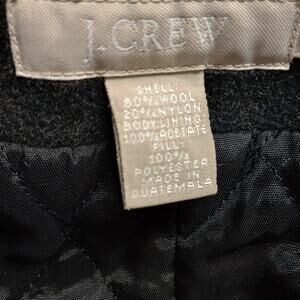 J.CREW
SHELL:
80% WOOL
20% NYLON
BODY LINING:
100% ACETATE
FILL:
100%
POLYESTER
MADE IN
GUATEMALA